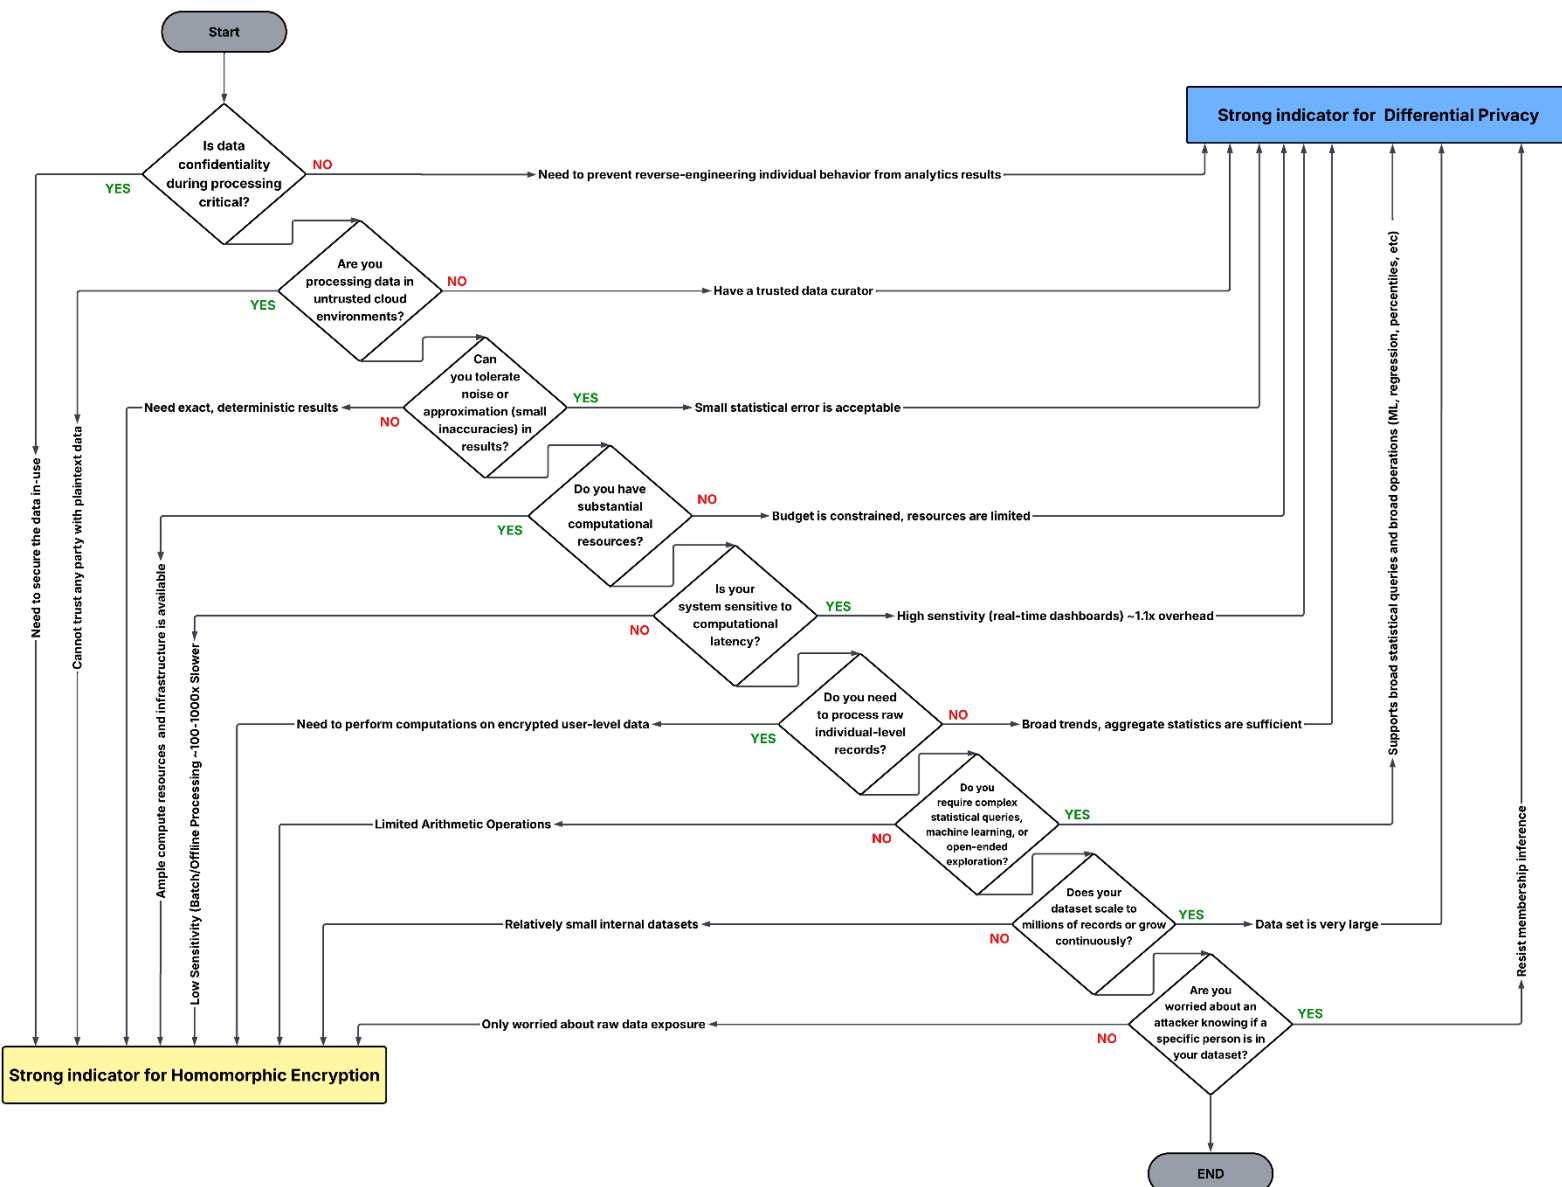 Start
Strong indicator for Differential Privacy
Is data
confidentiality
during processing
critical?
NO
YES
Need to prevent reverse-engineering individual behavior from analytics results
Are you
processing data in
untrusted cloud
environments?
NO
YES
Have a trusted data curator
Can
you tolerate
noise or
approximation (small
inaccuracies) in
results?
YES
NO
Need exact, deterministic results
Small statistical error is acceptable
Do you have
substantial
computational
resources?
NO
YES
Budget is constrained, resources are limited
Is your
system sensitive to
computational
latency?
YES
NO
High senstivity (real-time dashboards) ~1.1x overhead
Do you need
to process raw
individual-level
records?
NO
YES
Need to perform computations on encrypted user-level data
Broad trends, aggregate statistics are sufficient
Do you
require complex
statistical queries,
machine learning, or
open-ended
exploration?
YES
NO
Limited Arithmetic Operations
Supports broad statistical queries and broad operations (ML, regression, percentiles, etc)
Does your
dataset scale to
millions of records or grow
continuously?
YES
NO
Relatively small internal datasets
Data set is very large
Are you
worried about an
attacker knowing if a
specific person is in
your dataset?
YES
NO
Only worried about raw data exposure
Resist membership inference
Need to secure the data in-use
Cannot trust any party with plaintext data
Ample compute resources and infrastructure is available
Low Sensitivity (Batch/Offline Processing ~100-1000x Slower
Strong indicator for Homomorphic Encryption
END